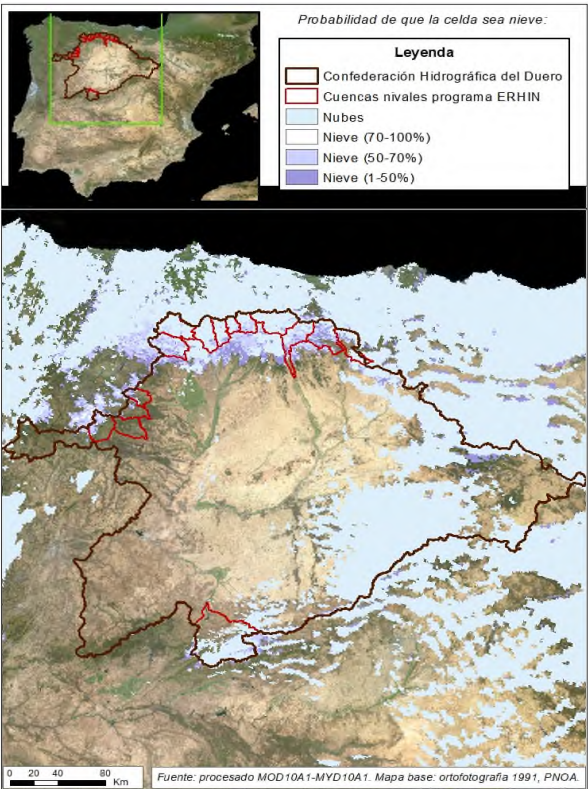 Probabilidad de que la celda sea nieve:
Leyenda
Confederación Hidrográfica del Duero
Cuencas nivales programa ERHIN
Nubes
Nieve (70-100%)
Nieve (50-70%)
Nieve (1-50%)
0 20 40 80
Km
Fuente: procesado MOD10A1-MYD10A1. Mapa base: ortofotografia 1991, PNOA.